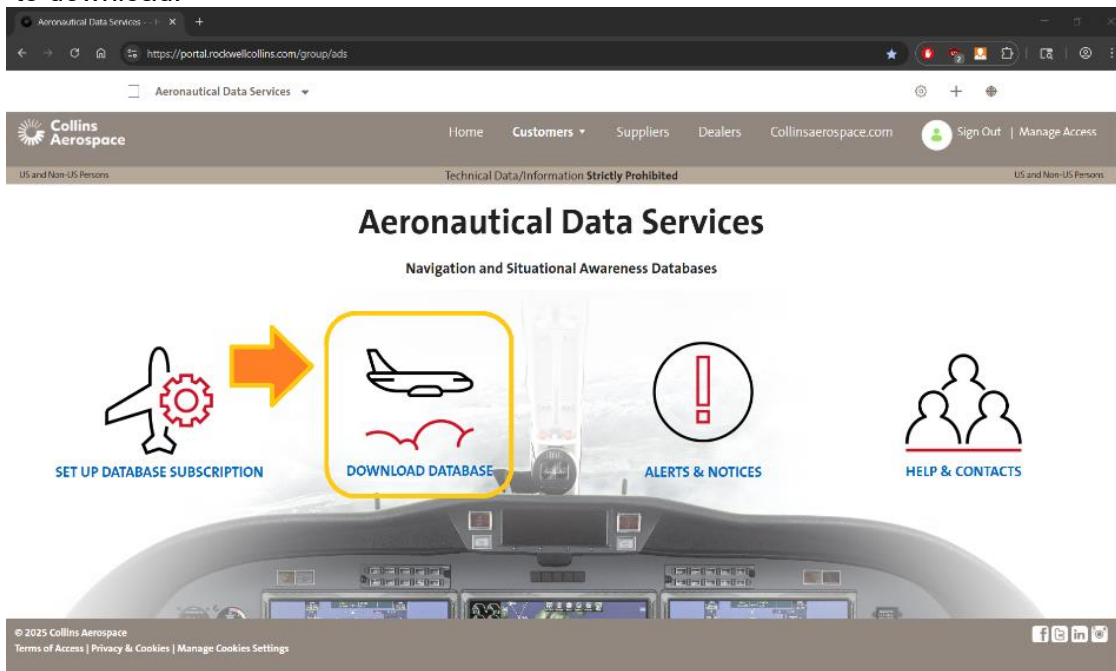 to download.
Aeronautical Data Services - - H
https://portal.rockwellcollins.com/group/ads
2
Aeronautical Data Services
Collins
Aerospace
Home Customers Suppliers Dealers Collinsaerospace.com Sign Out | Manage Access
US and Non-US Persons Technical Data/Information Strictly Prohibited US and Non-US Persons
Aeronautical Data Services
Navigation and Situational Awareness Databases
SET UP DATABASE SUBSCRIPTION DOWNLOAD DATABASE ALERTS & NOTICES HELP & CONTACTS
© 2025 Collins Aerospace
Terms of Access | Privacy & Cookies | Manage Cookies Settings